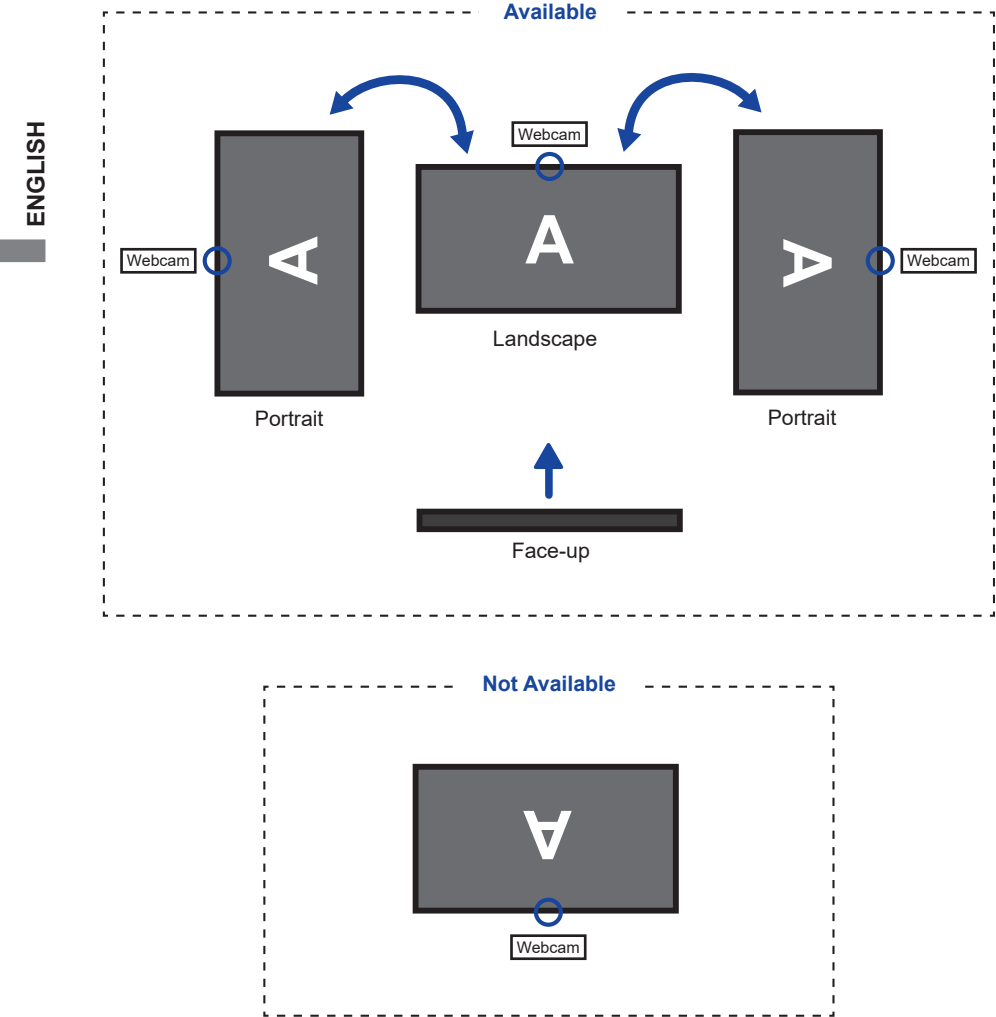 ENGLISH
Available
Webcam
A
Webcam
A
A
Webcam
Landscape
Portrait
Portrait
Face-up
Not Available
A
Webcam